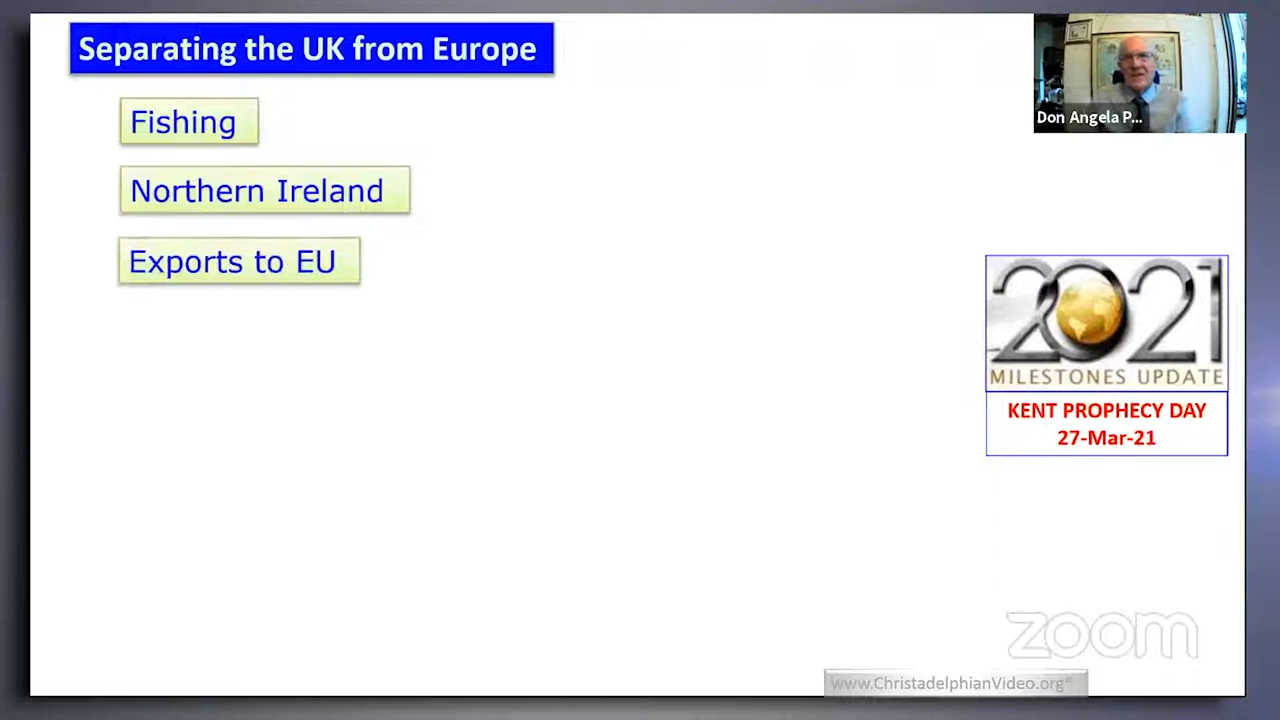 Separating the UK from Europe
Don Angela P...
Fishing
Northern Ireland
Exports to EU
2021
MILESTONES UPDATE
KENT PROPHECY DAY
27-Mar-21
zoom
www.ChristadelphianVideo.org®